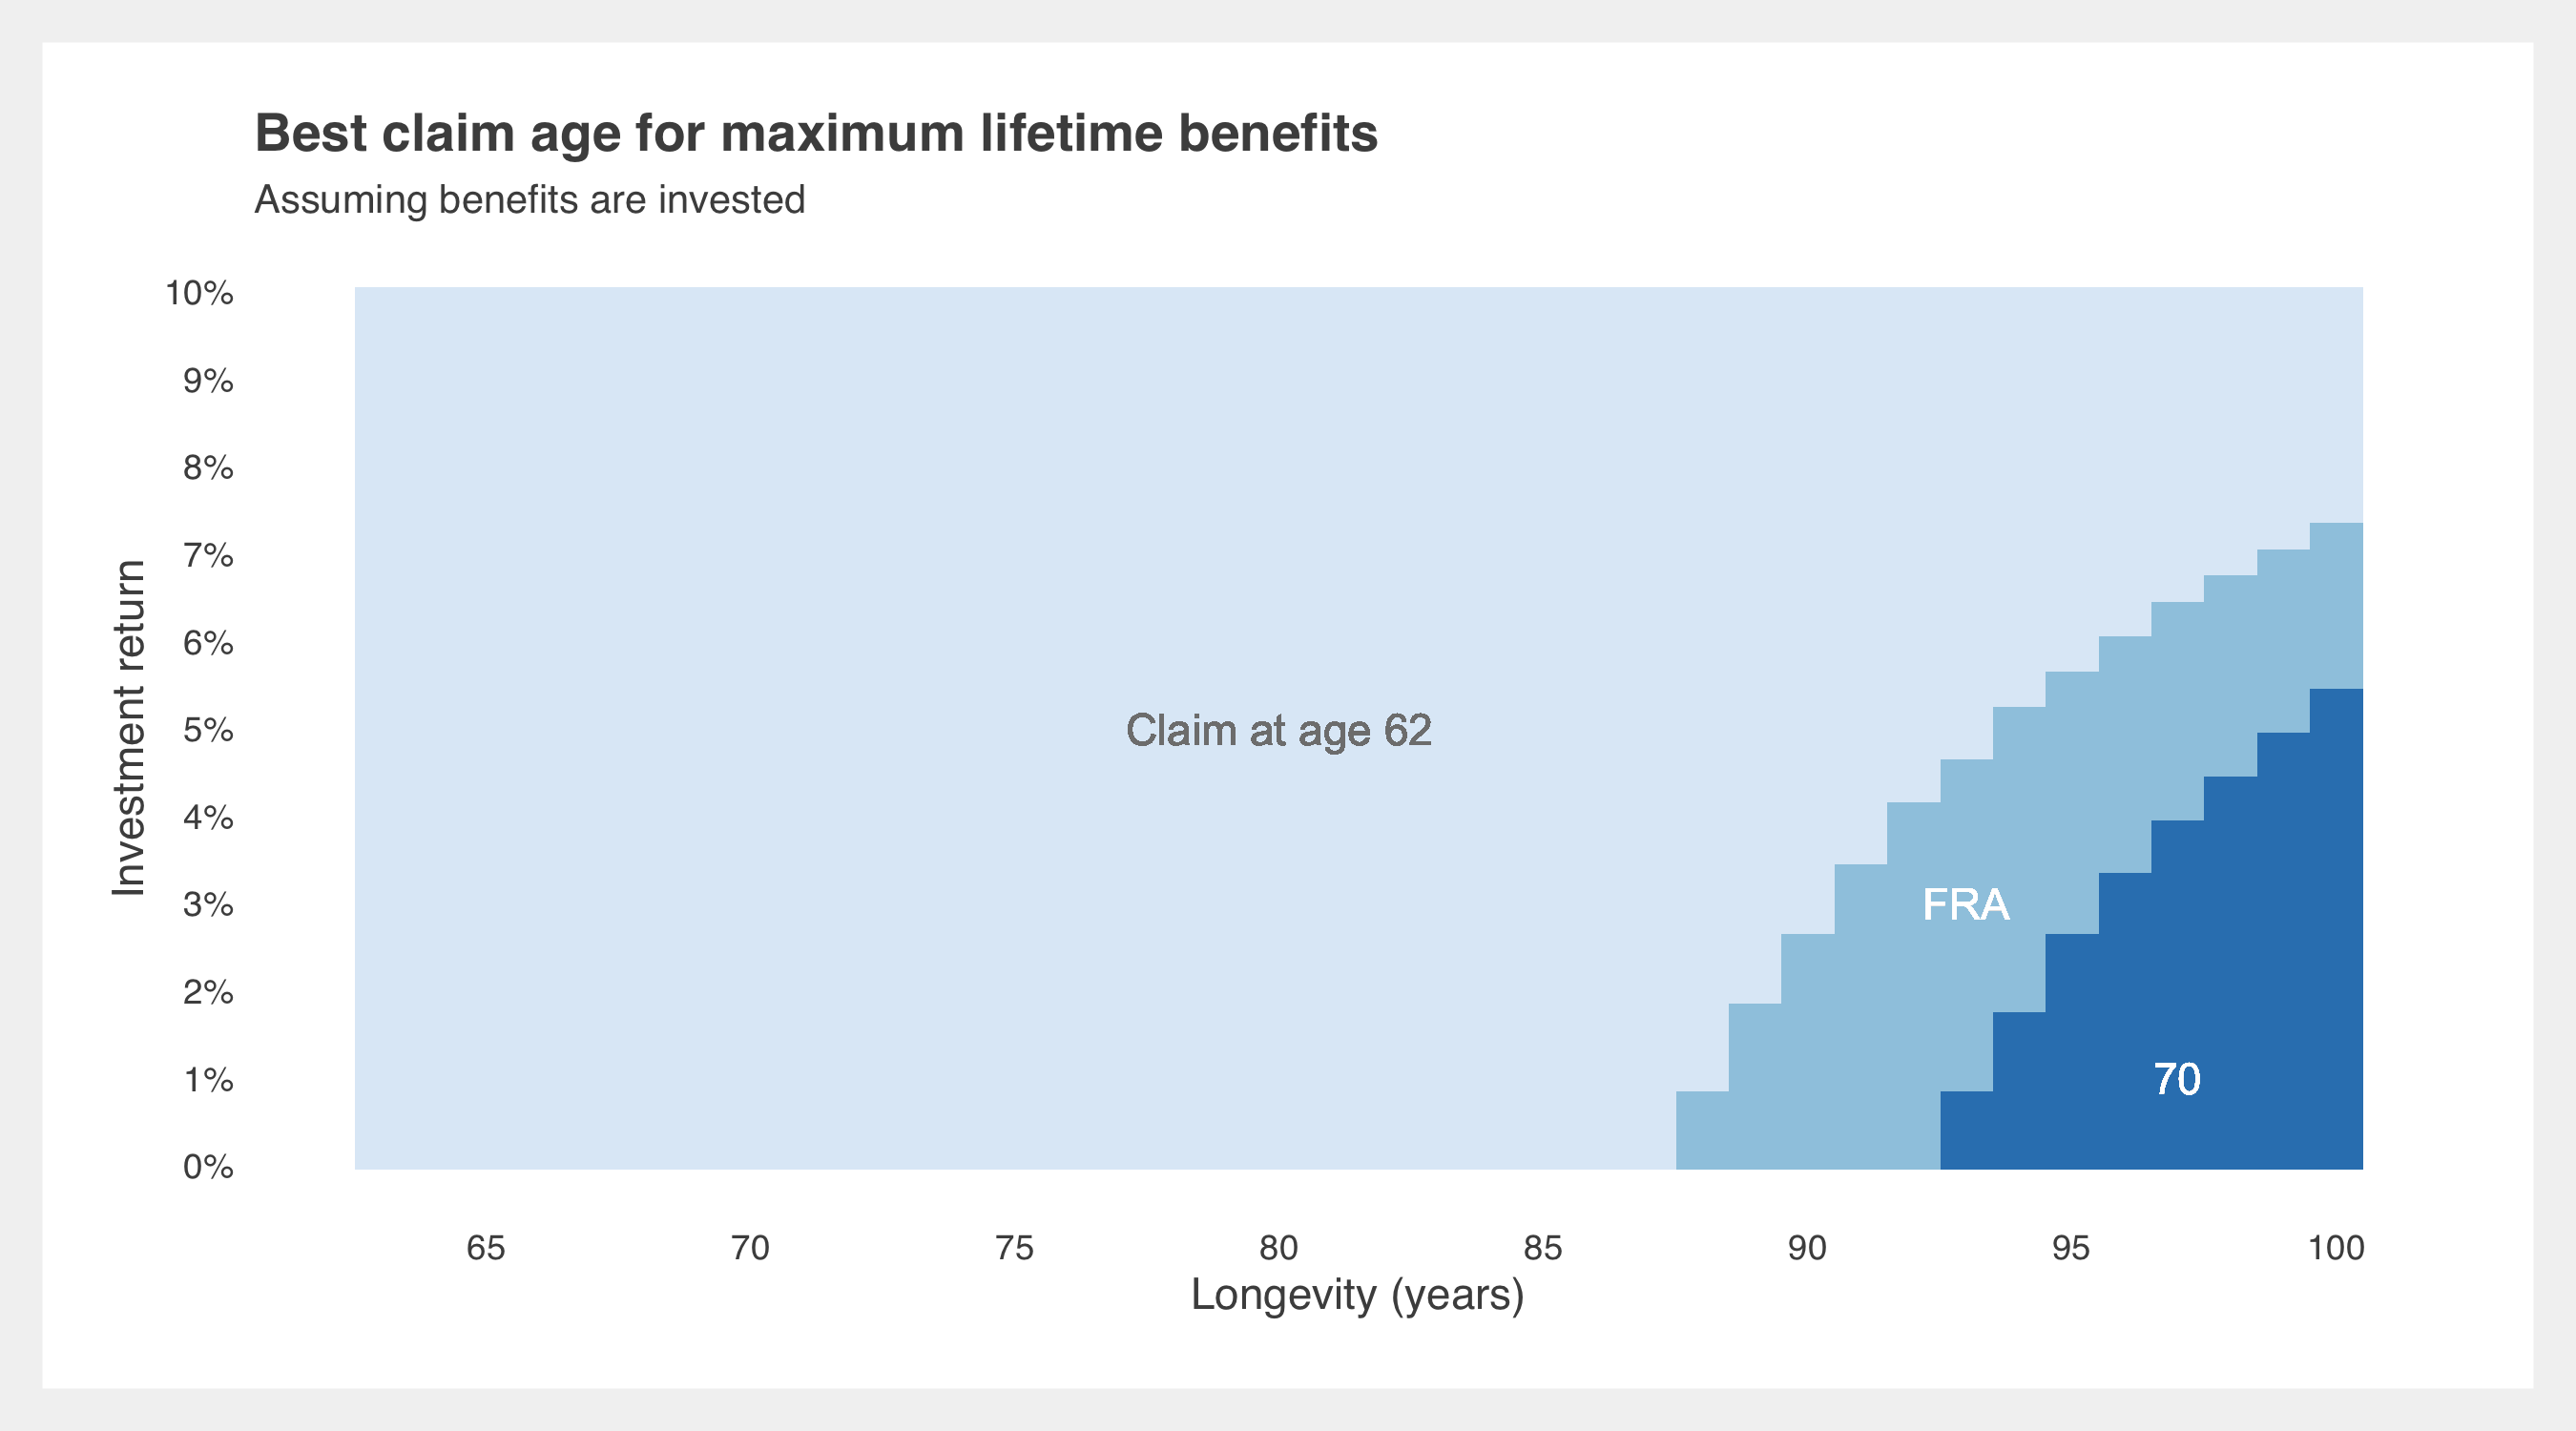 Best claim age for maximum lifetime benefits
Assuming benefits are invested
10%
9%
8%
7%
6%
5%
4%
3%
2%
1%
0%
Investment return
Claim at age 62
FRA
70
65 70 75 80 85 90 95 100
Longevity (years)